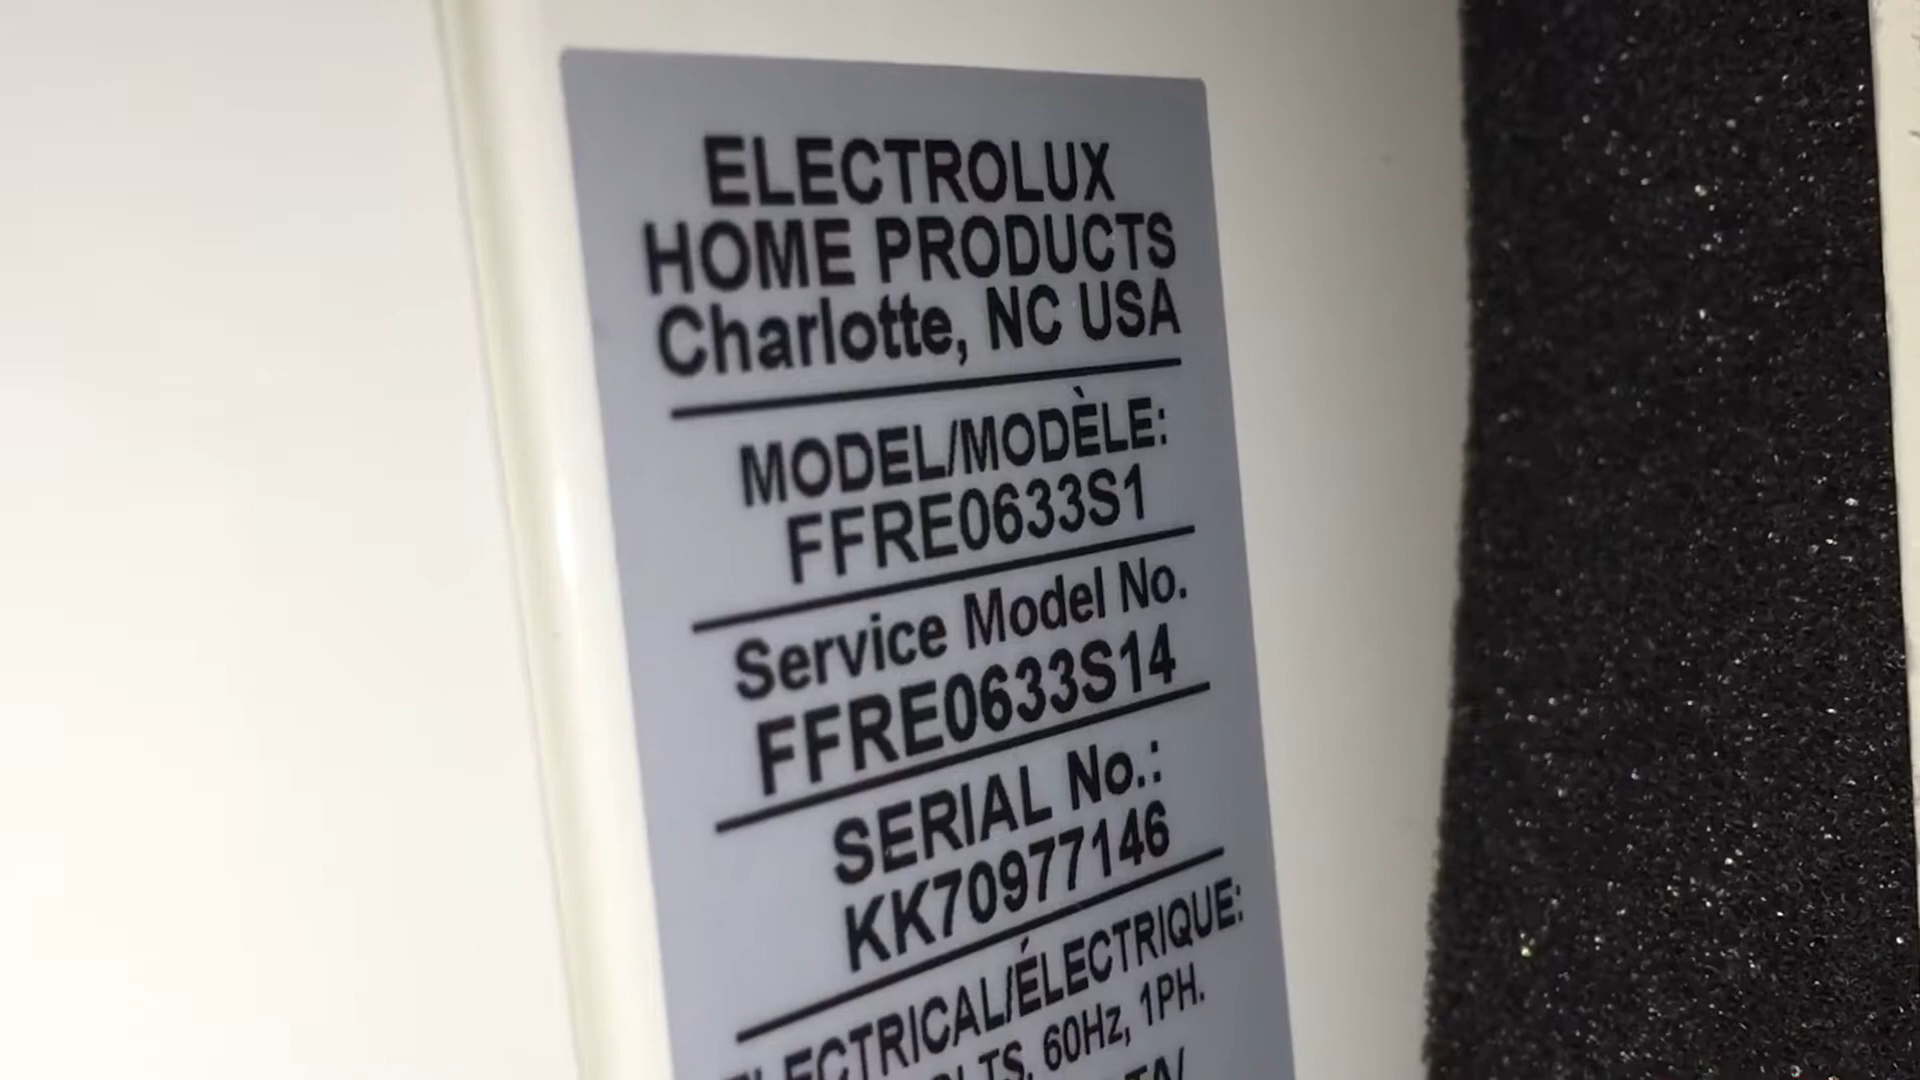 ELECTROLUX
HOME PRODUCTS
Charlotte, NC USA
MODEL/MODÈLE:
FFRE0633S1
Service Model No.
FFRE0633S14
SERIAL No.:
KK70977146
ELECTRICAL/ÉLECTRIQUE:
60Hz, 1PH.